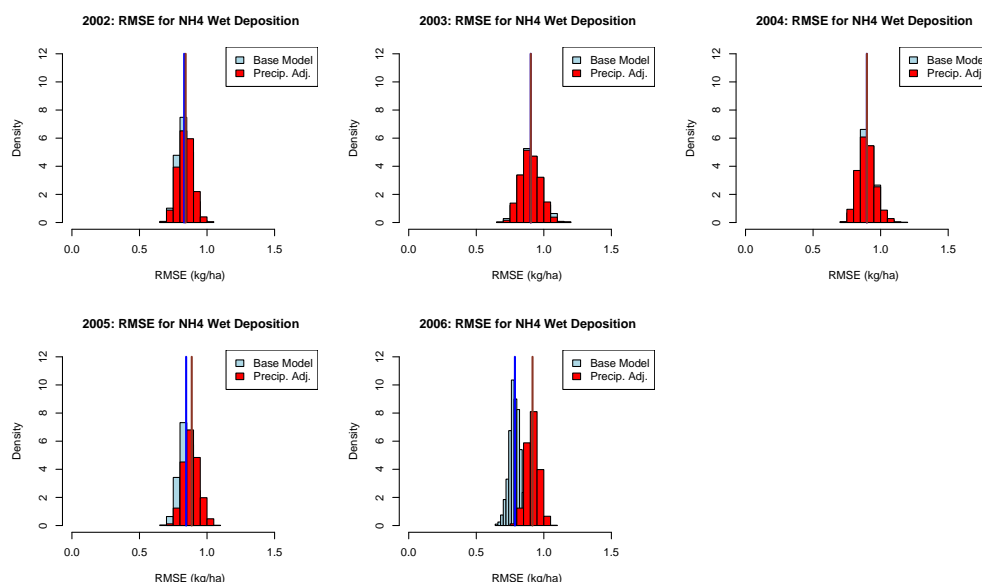 2002: RMSE for NH4 Wet Deposition
12
10
8
6
4
2
0
Density
Base Model
Precip. Adj.
0.0 0.5 1.0 1.5
RMSE (kg/ha)
2003: RMSE for NH4 Wet Deposition
12
10
8
6
4
2
0
Density
Base Model
Precip. Adj.
0.0 0.5 1.0 1.5
RMSE (kg/ha)
2004: RMSE for NH4 Wet Deposition
12
10
8
6
4
2
0
Density
Base Model
Precip. Adj.
0.0 0.5 1.0 1.5
RMSE (kg/ha)
2005: RMSE for NH4 Wet Deposition
12
10
8
6
4
2
0
Density
Base Model
Precip. Adj.
0.0 0.5 1.0 1.5
RMSE (kg/ha)
2006: RMSE for NH4 Wet Deposition
12
10
8
6
4
2
0
Density
Base Model
Precip. Adj.
0.0 0.5 1.0 1.5
RMSE (kg/ha)